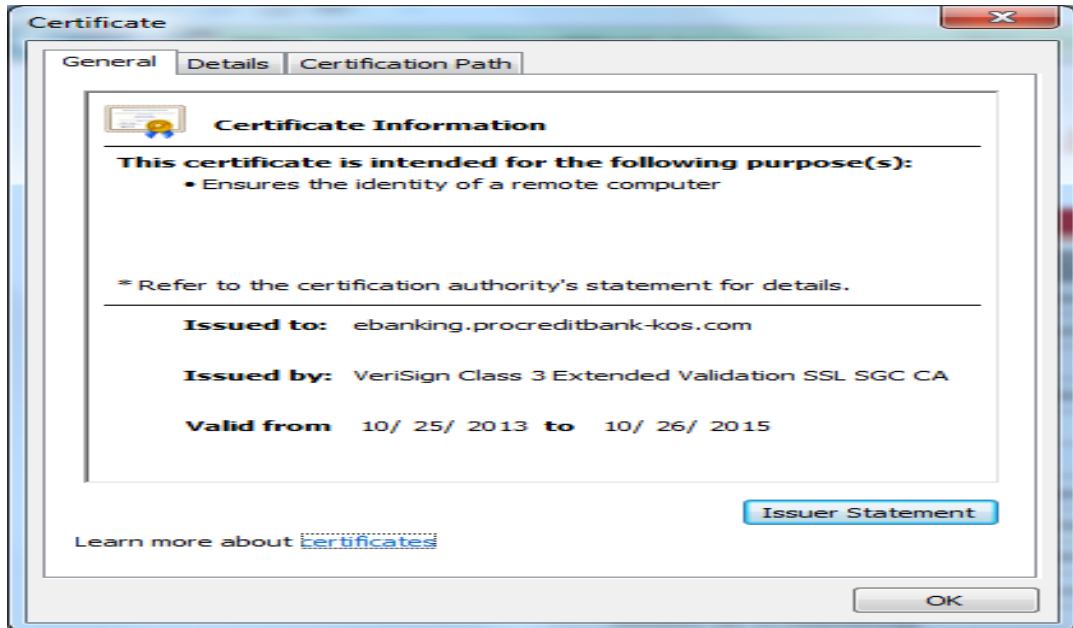 Certificate
General Details Certification Path
Certificate Information
This certificate is intended for the following purpose(s):
• Ensures the identity of a remote computer
* Refer to the certification authority's statement for details.
Issued to: ebanking.procreditbank-kos.com
Issued by: VeriSign Class 3 Extended Validation SSL SGC CA
Valid from 10/ 25/ 2013 to 10/ 26/ 2015
Issuer Statement
Learn more about certificates
OK